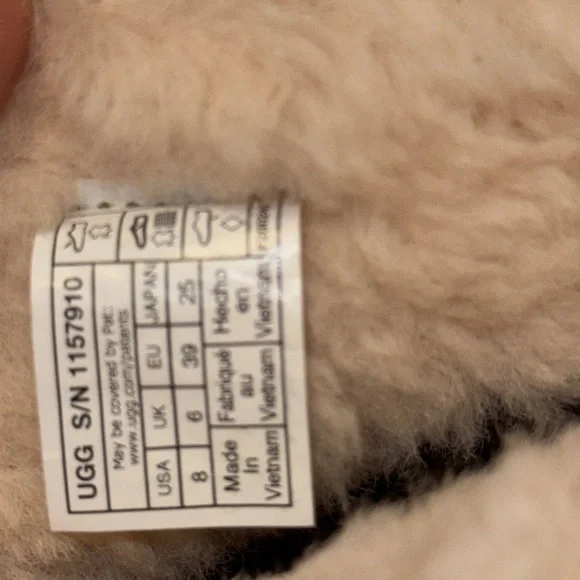 UGG S/N 1157910
May be covered by Pat.:
www.ugg.com/patents
USA UK EU JAPAN
8 6 39 25
Made in Vietnam
Fabriqué au Vietnam
Hecho en Vietnam